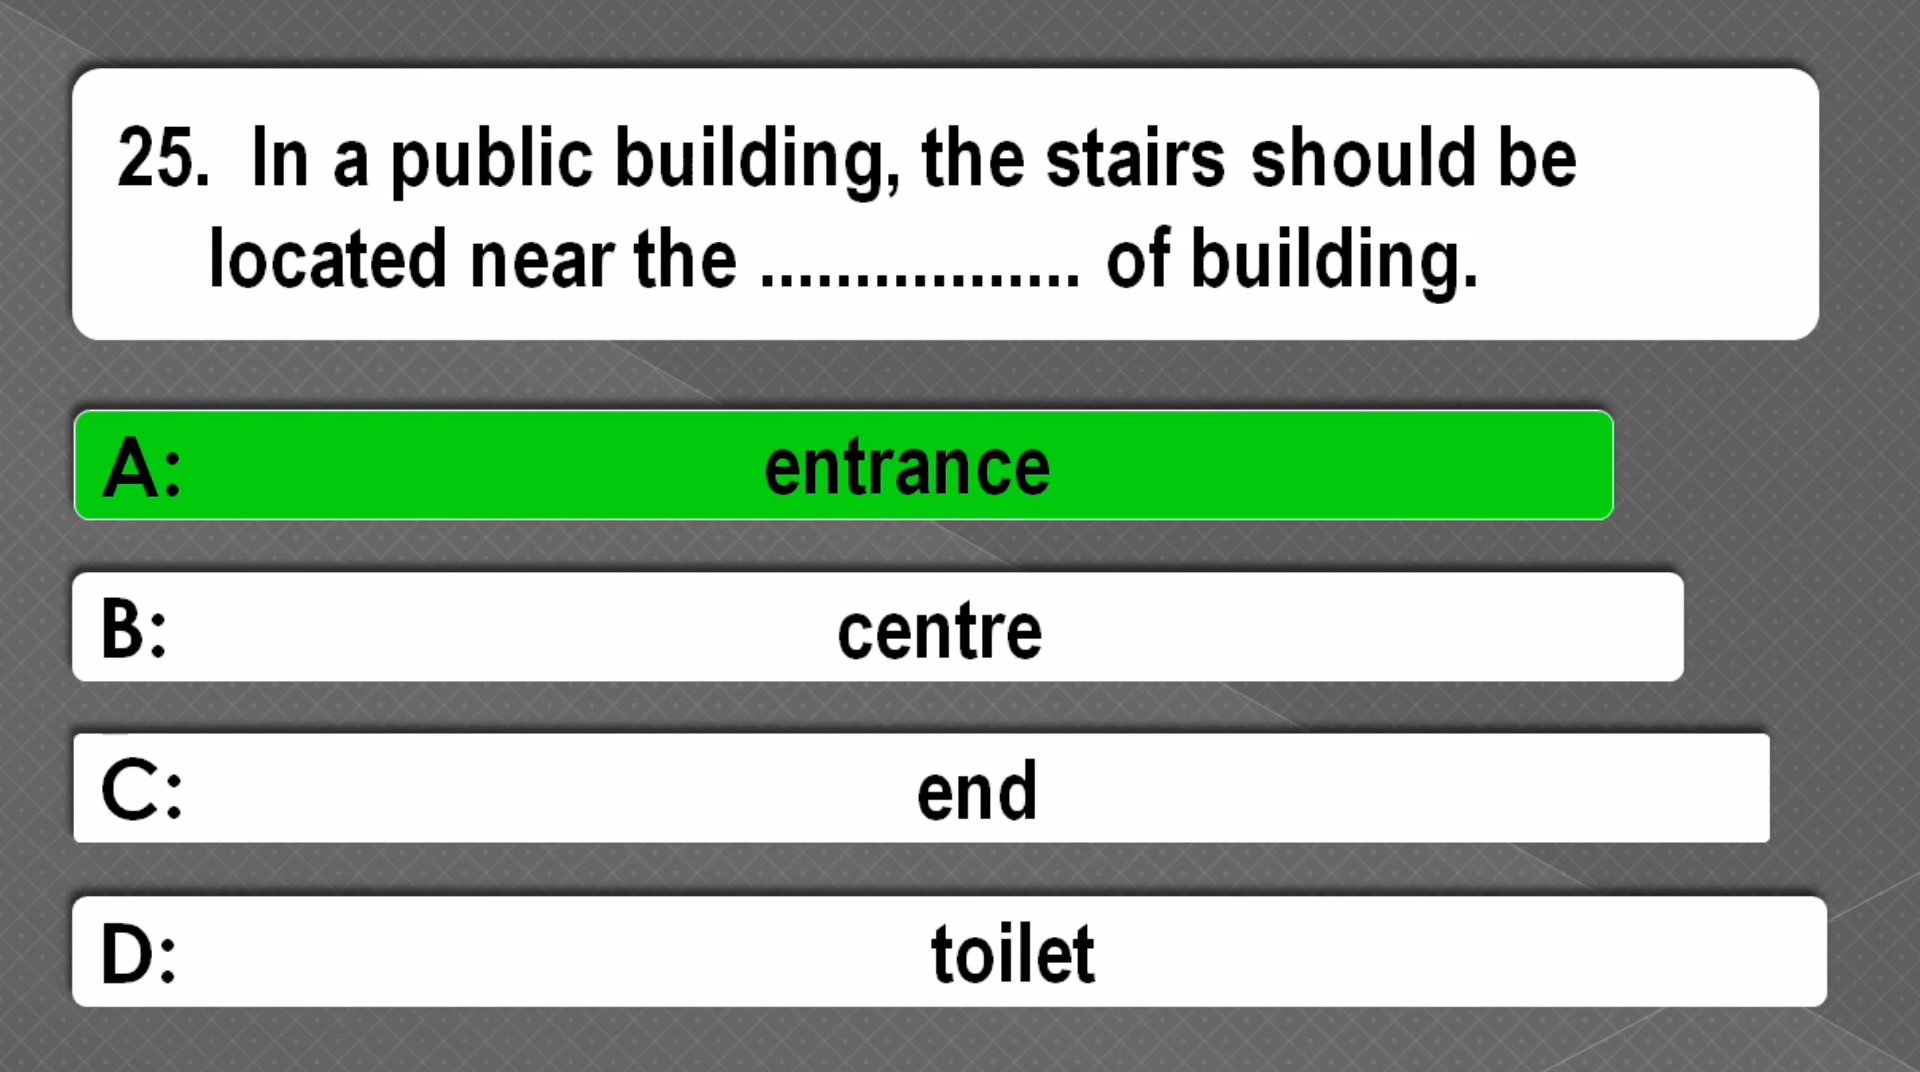 25. In a public building, the stairs should be
located near the ................. of building.
A: entrance
B: centre
C: end
D: toilet